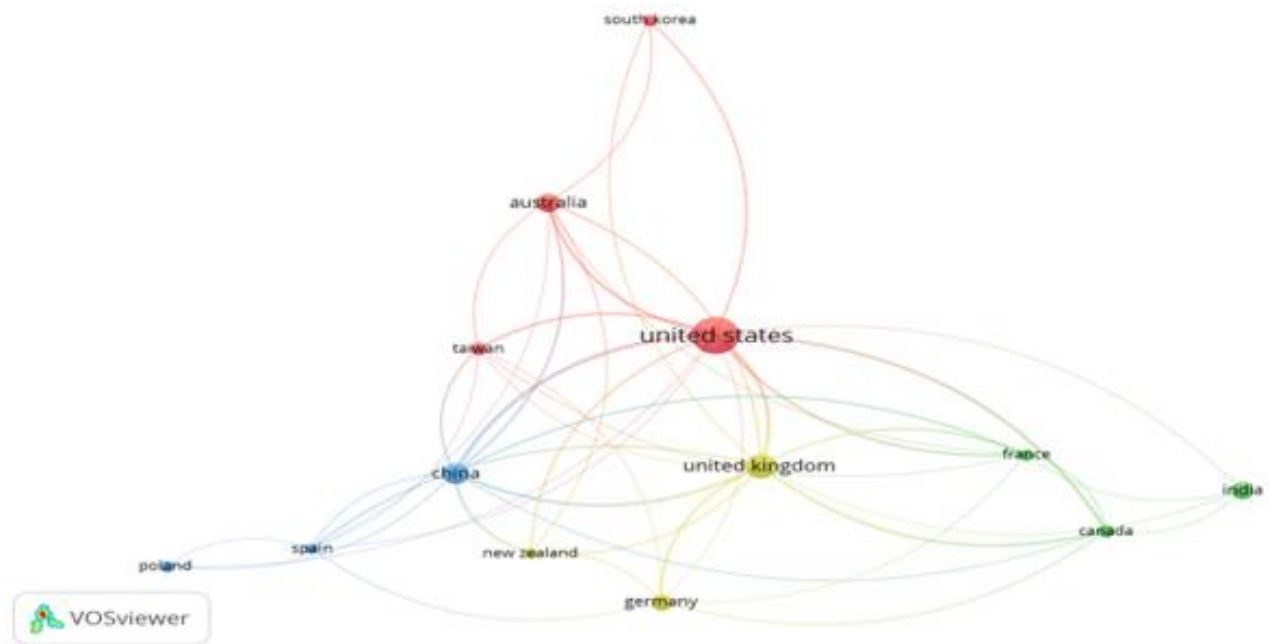 south korea
australia
united states
taiwan
france
united kingdom
china
india
canada
spain
new zealand
poland
germany
VOSviewer